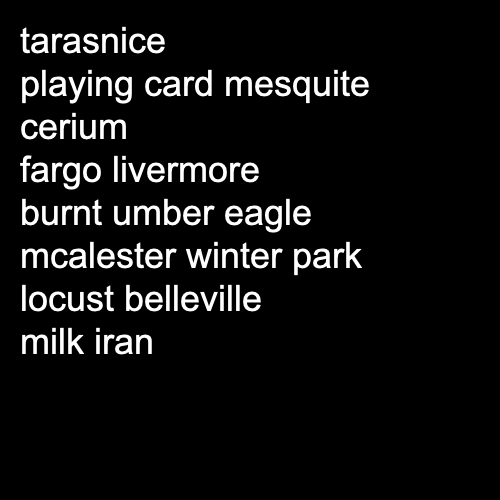 tarasnice
playing card mesquite
cerium
fargo livermore
burnt umber eagle
mcalester winter park
locust belleville
milk iran